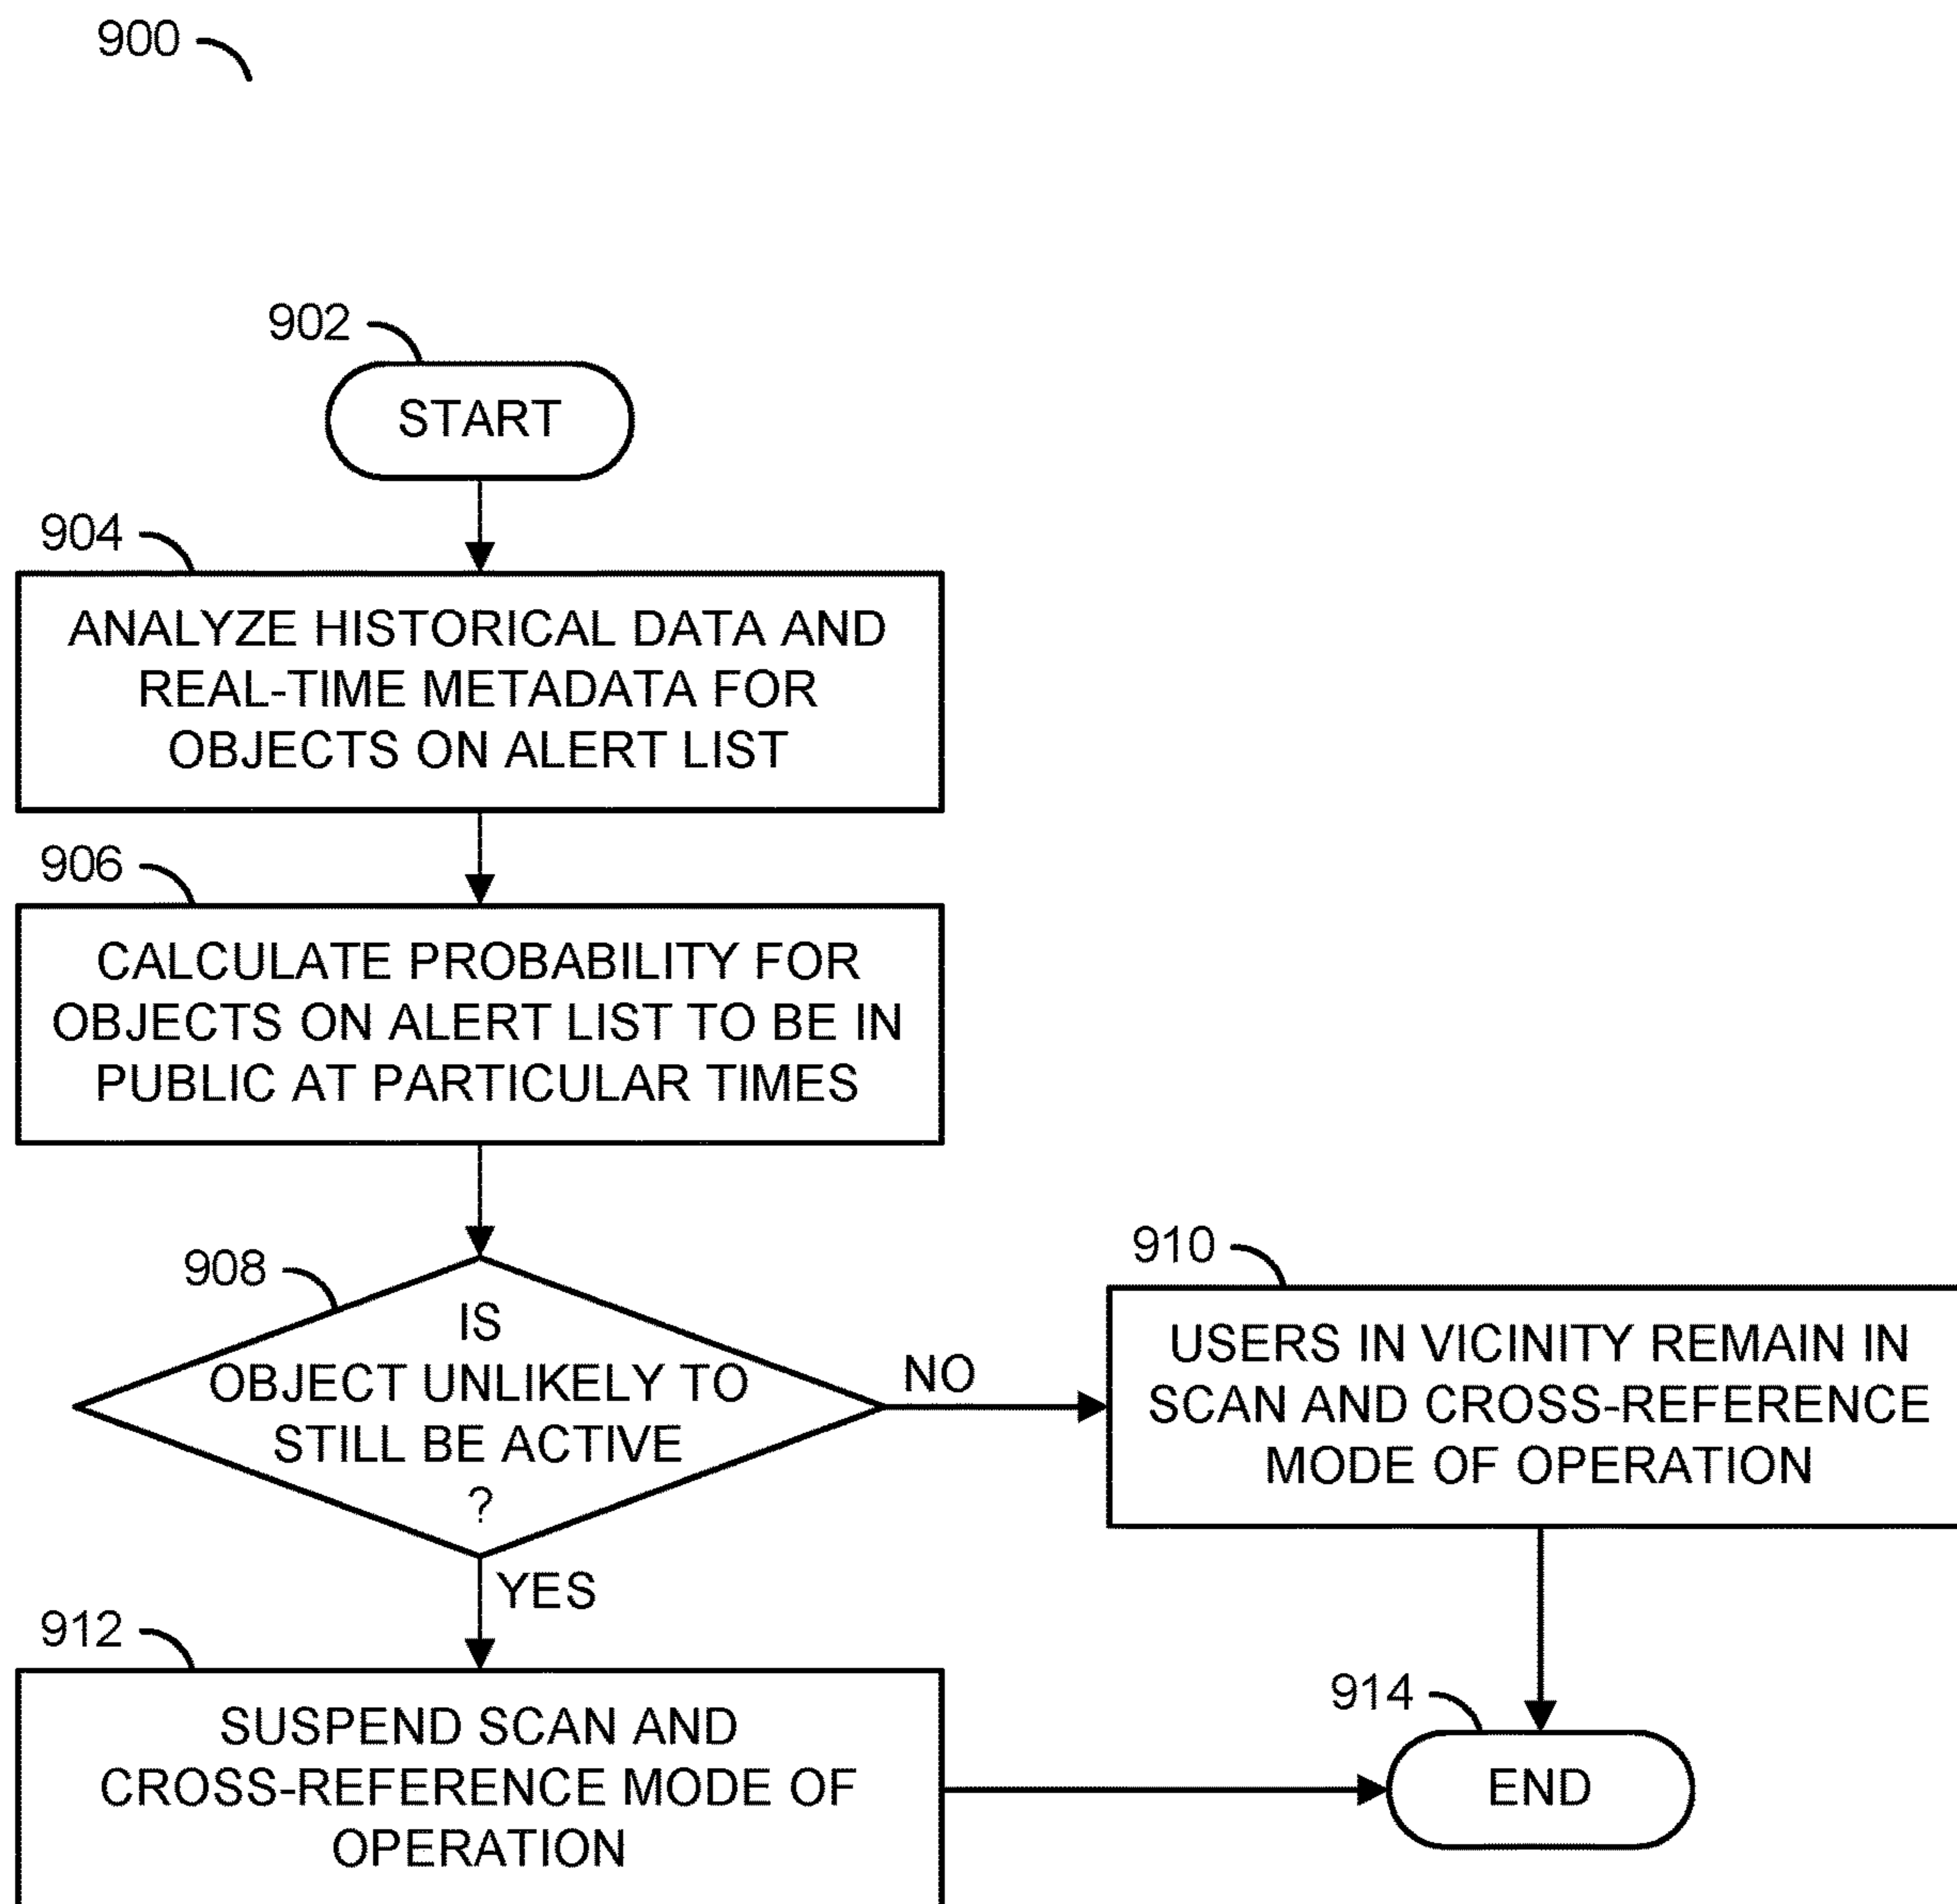 900
902
START
904
ANALYZE HISTORICAL DATA AND
REAL-TIME METADATA FOR
OBJECTS ON ALERT LIST
906
CALCULATE PROBABILITY FOR
OBJECTS ON ALERT LIST TO BE IN
PUBLIC AT PARTICULAR TIMES
908
IS
OBJECT UNLIKELY TO
STILL BE ACTIVE
?
NO
910
USERS IN VICINITY REMAIN IN
SCAN AND CROSS-REFERENCE
MODE OF OPERATION
YES
912
SUSPEND SCAN AND
CROSS-REFERENCE MODE OF
OPERATION
914
END